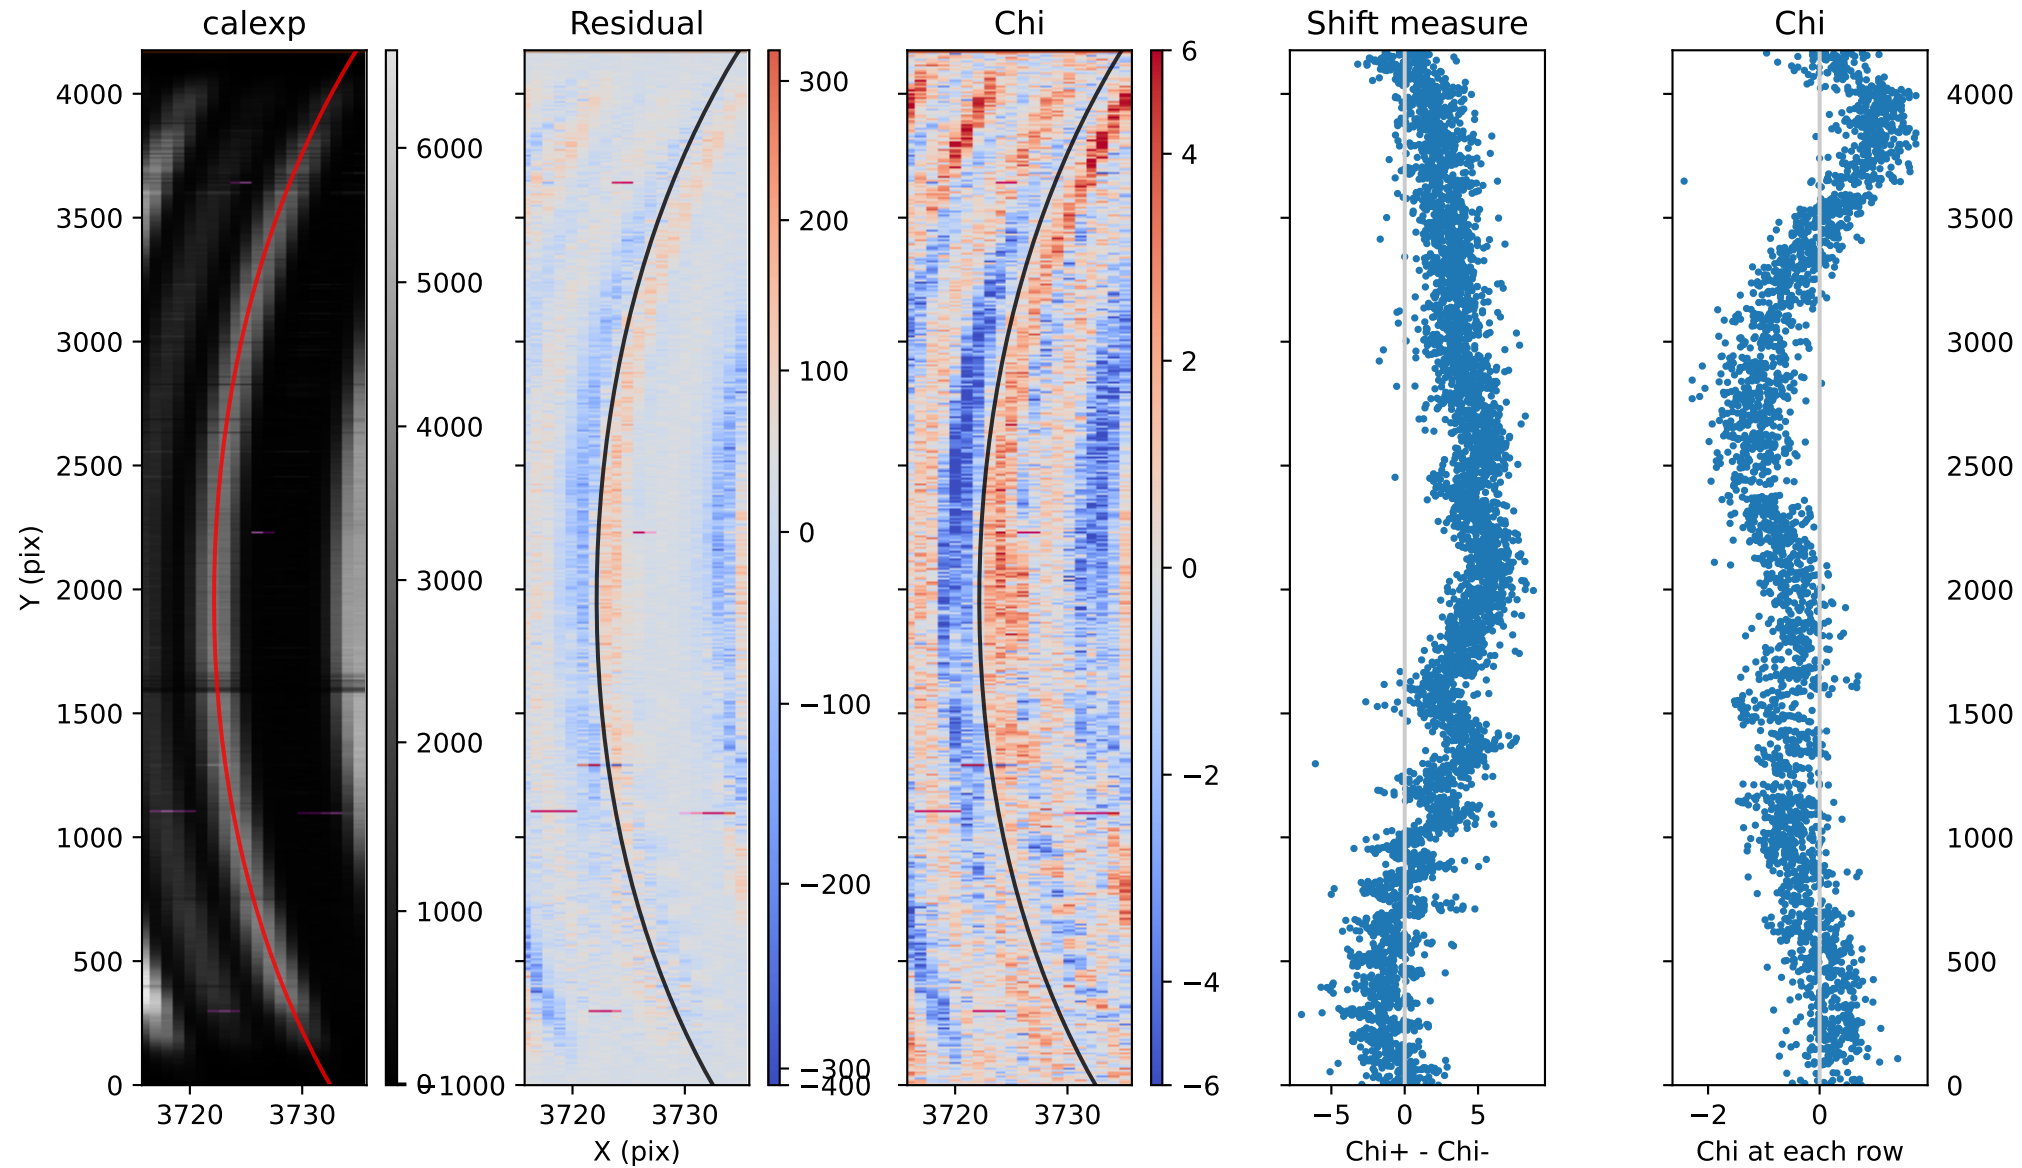 calexp Residual Chi Shift measure Chi
4000 3500 3000 2500 2000 1500 1000 500 0
Y (pix)
3720 3730
6000 5000 4000 3000 2000 1000 0 −1000
3720 3730
X (pix)
300 200 100 0 −100 −200 −300 −400
3720 3730
6 4 2 0 −2 −4 −6
−5 0 5
Chi+ - Chi-
−2 0
Chi at each row
4000 3500 3000 2500 2000 1500 1000 500 0